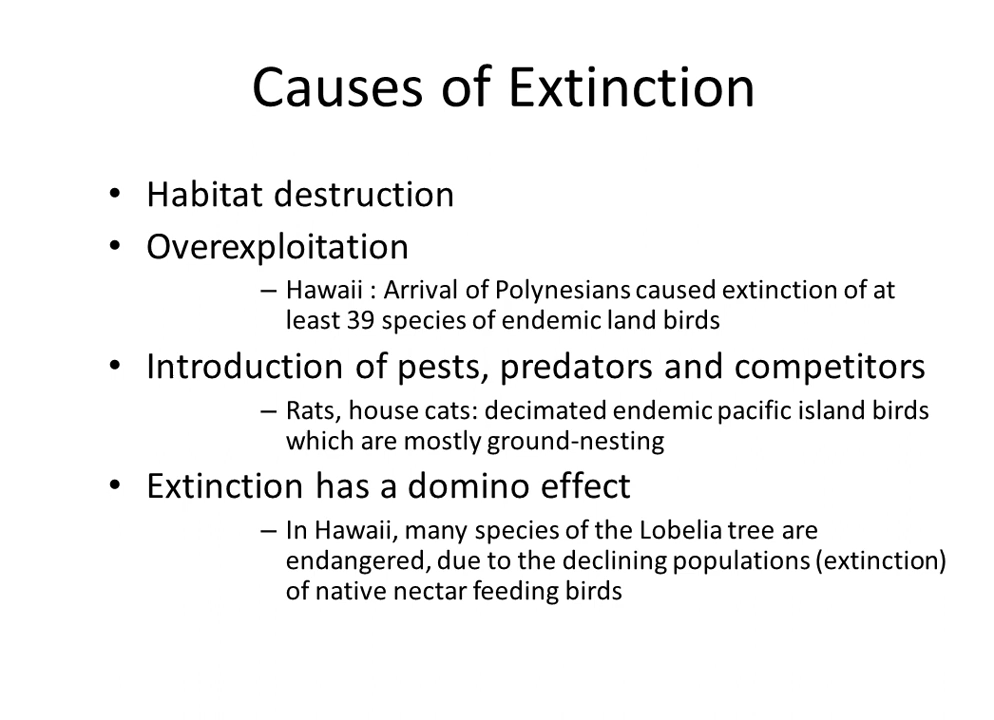 Causes of Extinction
• Habitat destruction
• Overexploitation
– Hawaii : Arrival of Polynesians caused extinction of at
least 39 species of endemic land birds
• Introduction of pests, predators and competitors
– Rats, house cats: decimated endemic pacific island birds
which are mostly ground-nesting
• Extinction has a domino effect
– In Hawaii, many species of the Lobelia tree are
endangered, due to the declining populations (extinction)
of native nectar feeding birds